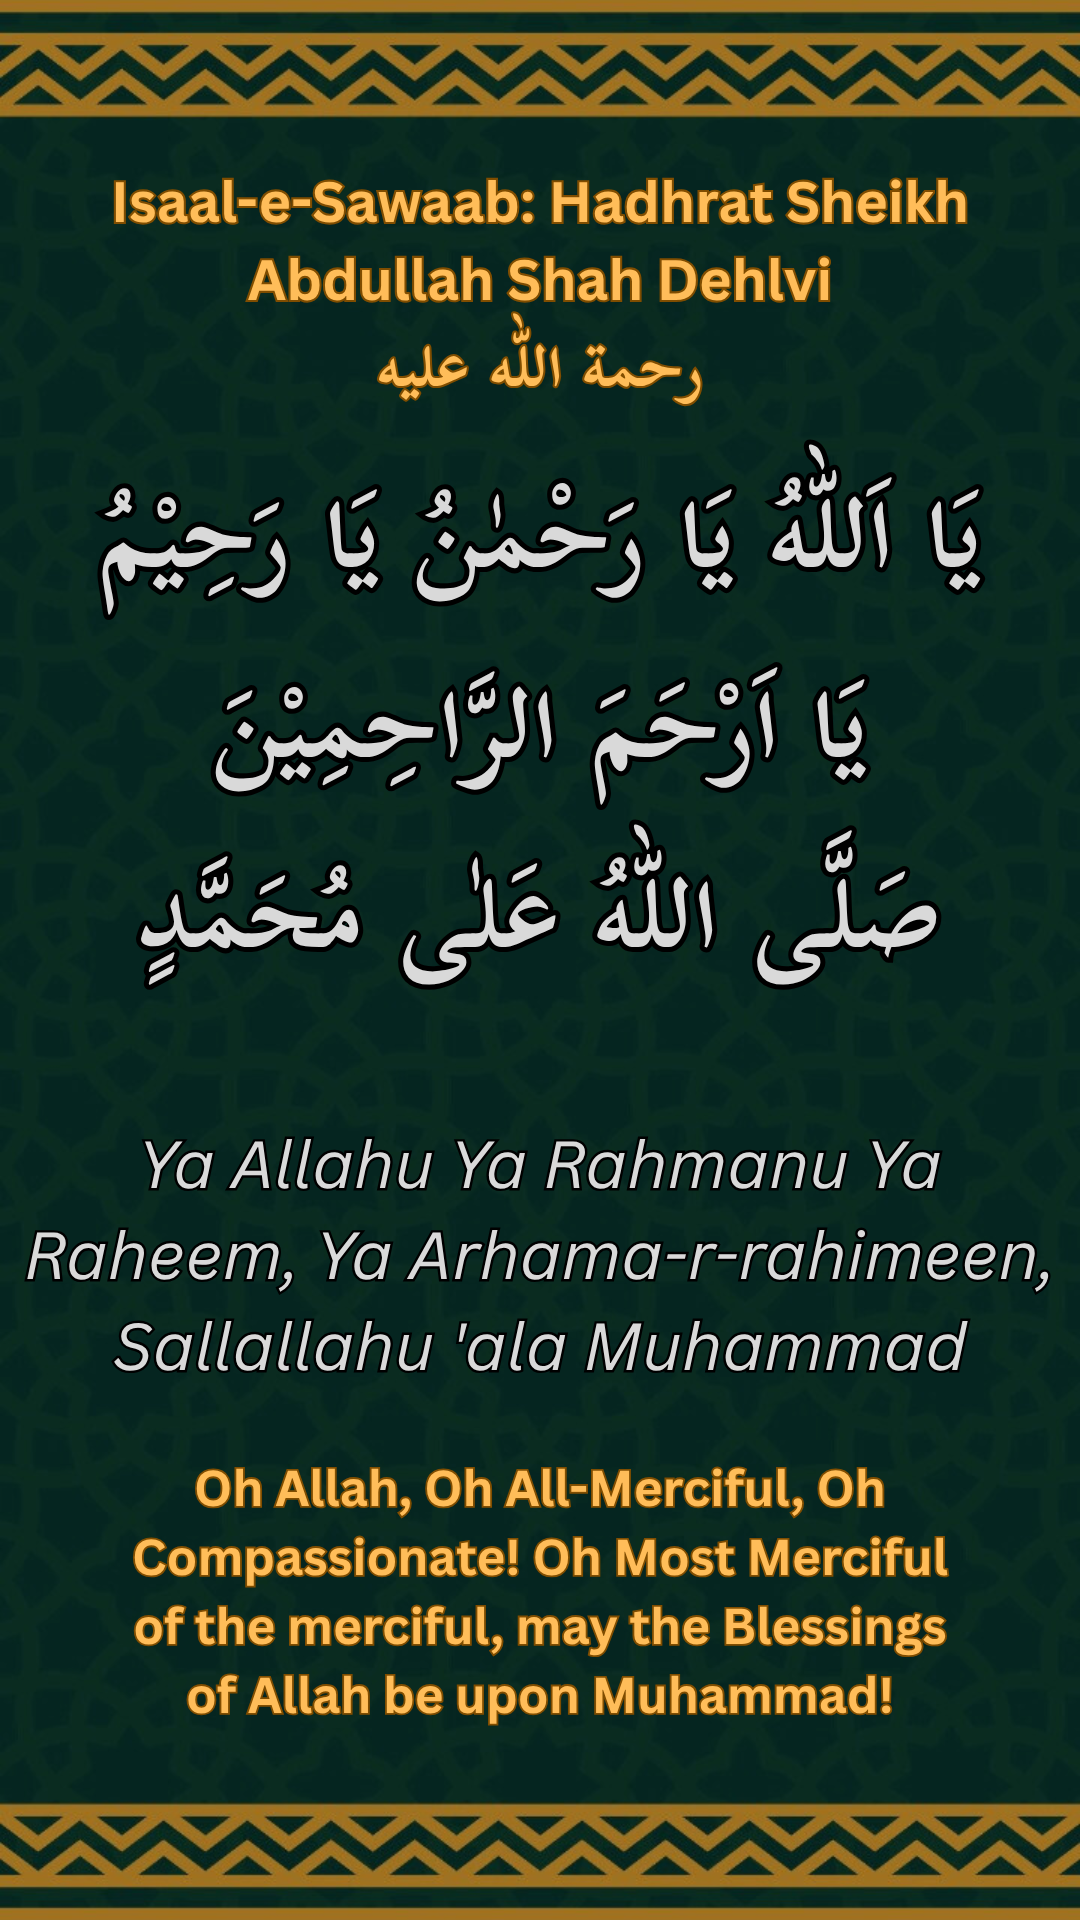 Isaal-e-Sawaab: Hadhrat Sheikh
Abdullah Shah Dehlvi
رحمة الله عليه
يَا اَللّٰهُ يَا رَحْمٰنُ يَا رَحِيْمُ
يَا اَرْحَمَ الرَّاحِمِيْنَ
صَلَّى اللّٰهُ عَلٰى مُحَمَّدٍ
Ya Allahu Ya Rahmanu Ya
Raheem, Ya Arhama-r-rahimeen,
Sallallahu 'ala Muhammad
Oh Allah, Oh All-Merciful, Oh
Compassionate! Oh Most Merciful
of the merciful, may the Blessings
of Allah be upon Muhammad!